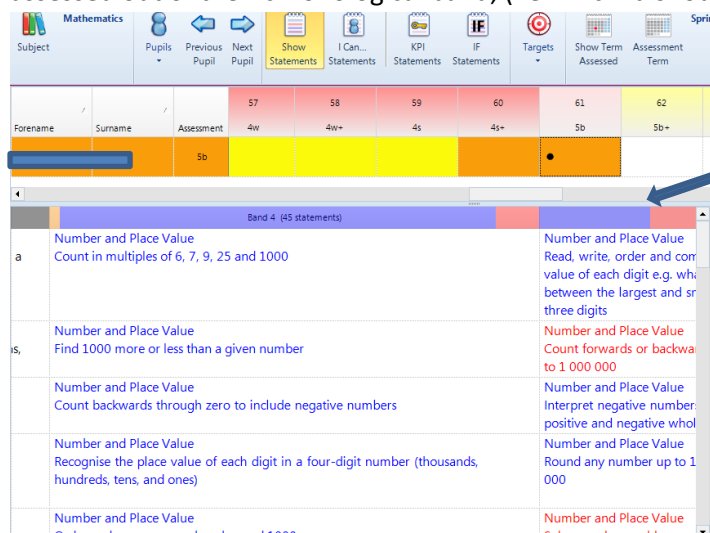 Mathematics
Subject
Pupils
Previous Pupil
Next Pupil
Show Statements
I Can... Statements
KPI Statements
IF
IF Statements
Targets
Show Term Assessed
Assessment Term
57 58 59 60 61 62
Forename Surname Assessment 4w 4w+ 4s 4s+ 5b 5b+
5b
Band 4 (45 statements)
Number and Place Value
a Count in multiples of 6, 7, 9, 25 and 1000
Number and Place Value
Read, write, order and com
value of each digit e.g. wha
between the largest and sm
three digits
Number and Place Value
Find 1000 more or less than a given number
Number and Place Value
Count forwards or backwa
to 1 000 000
Number and Place Value
Count backwards through zero to include negative numbers
Number and Place Value
Interpret negative number
positive and negative whol
Number and Place Value
Recognise the place value of each digit in a four-digit number (thousands,
hundreds, tens, and ones)
Number and Place Value
Round any number up to 1
000
Number and Place Value
Number and Place Value